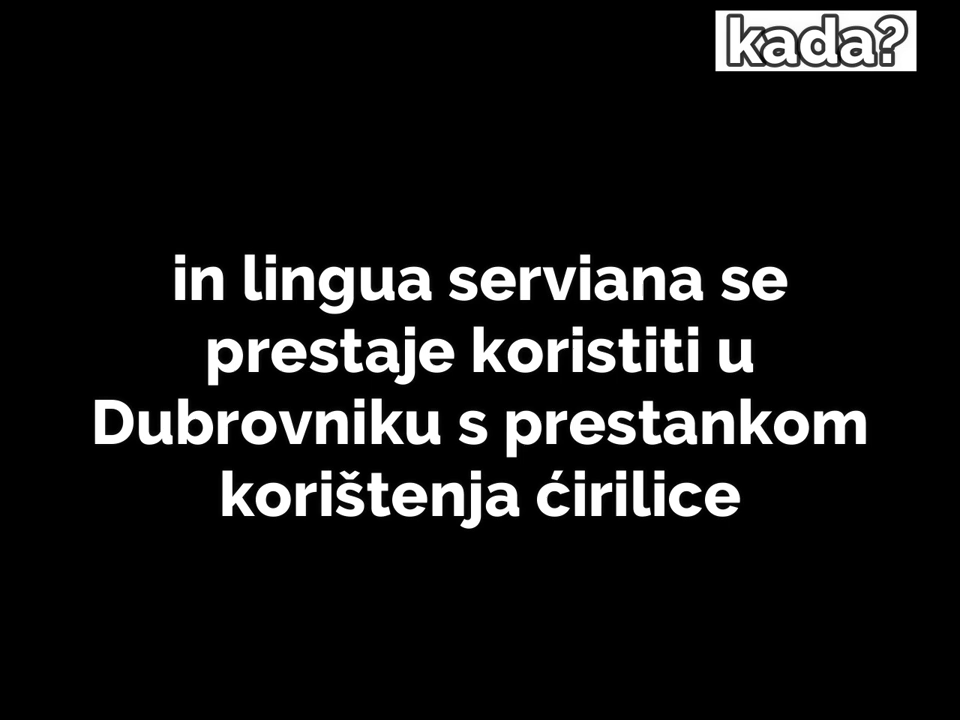 kada?
in lingua serviana se
prestaje koristiti u
Dubrovniku s prestankom
korištenja ćirilice